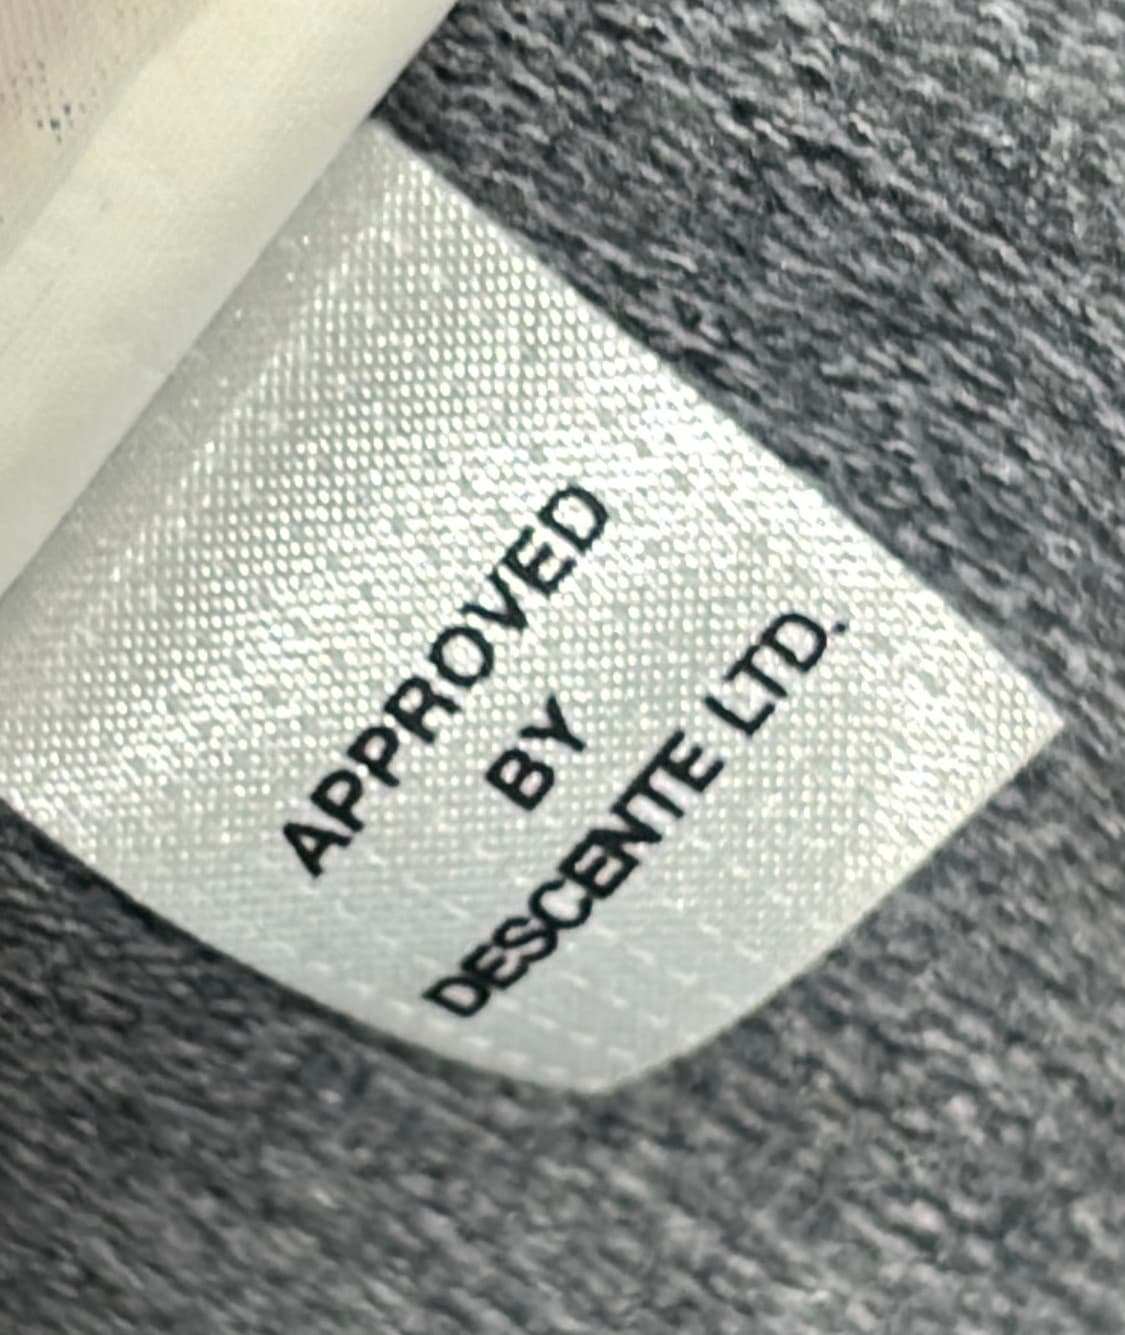 APPROVED
BY
DESCENTE LTD.